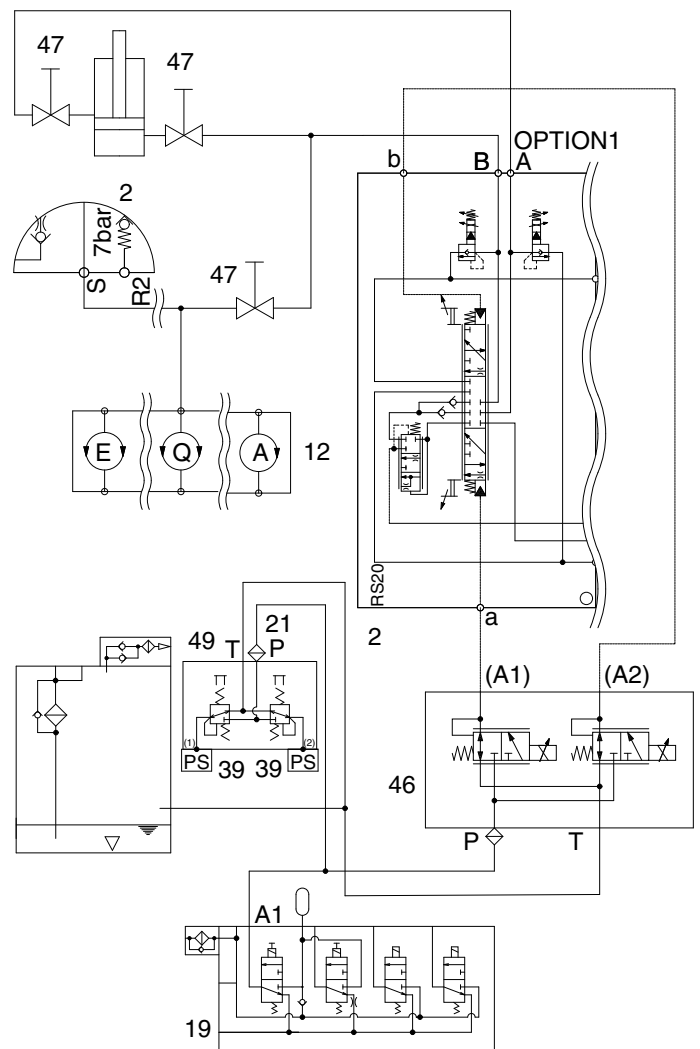 47
47
OPTION1
b B A
2
7bar
S R2
47
E Q A 12
RS20
a
2
21
49 T P
(A1) (A2)
(1) (2)
PS 39 39 PS
46
P T
A1
19